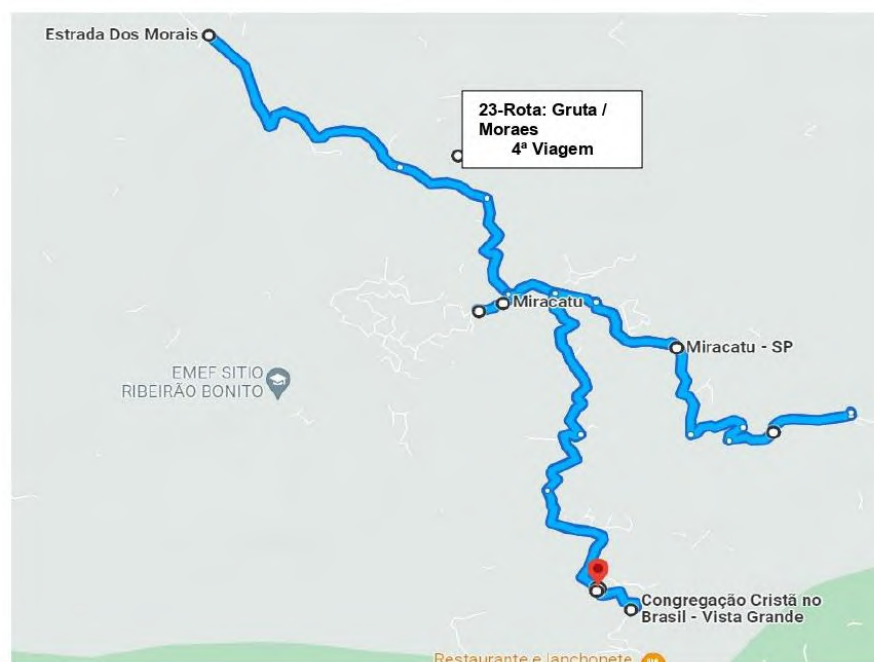 Estrada Dos Morais
23-Rota: Gruta /
Moraes
4ª Viagem
Miracatu
Miracatu - SP
EMEF SITIO
RIBEIRÃO BONITO
Congregação Cristã no
Brasil - Vista Grande
Restaurante e lanchonete